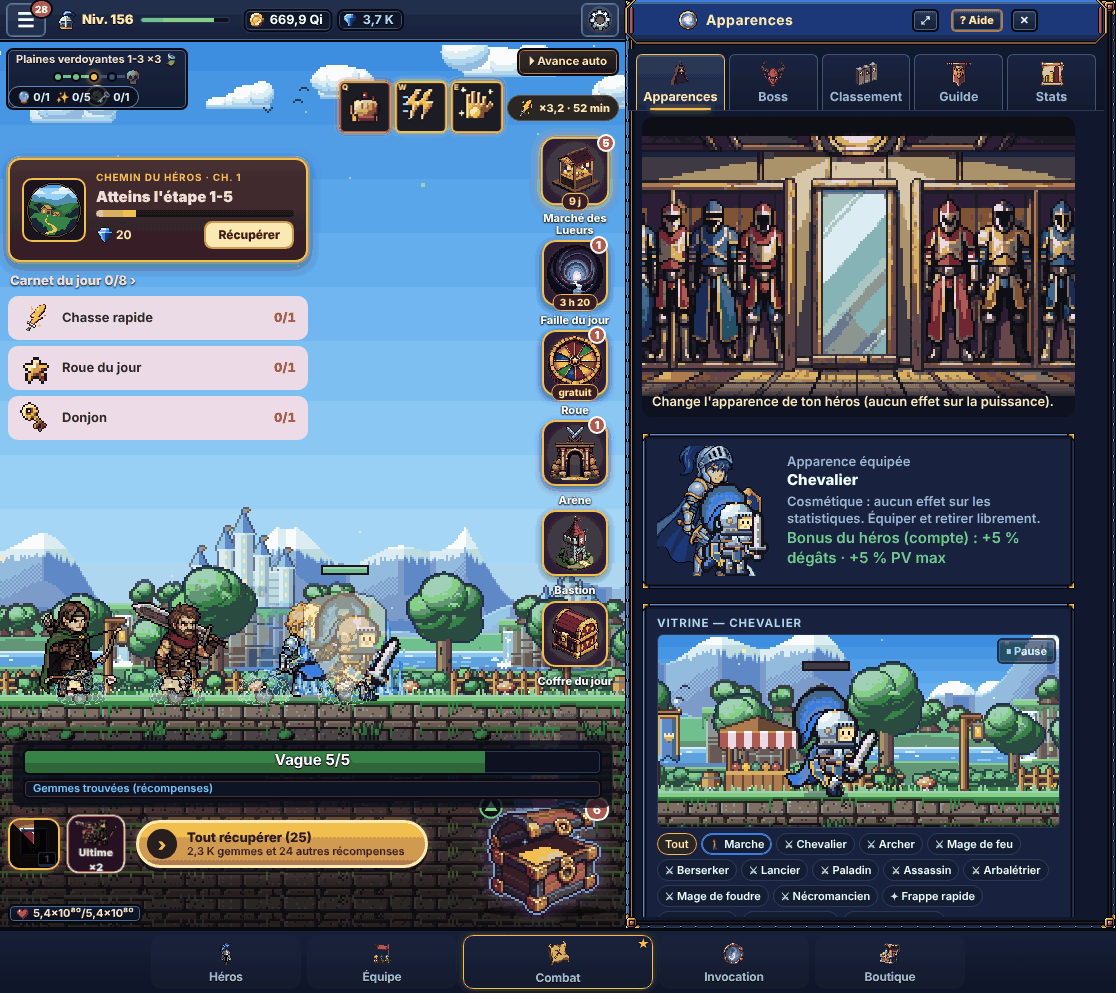 28
Niv. 156
669,9 Qi
3,7 K
Plaines verdoyantes 1-3 ×3
0/1
0/5
0/1
Avance auto
Q
W
E
×3,2 · 52 min
CHEMIN DU HÉROS · CH. 1
Atteins l'étape 1-5
20
Récupérer
Carnet du jour 0/8 ›
Chasse rapide 0/1
Roue du jour 0/1
Donjon 0/1
5
9 j
Marché des
Lueurs
1
3 h 20
Faille du jour
1
gratuit
Roue
1
Arène
Bastion
Coffre du jour
Vague 5/5
Gemmes trouvées (récompenses)
1
Ultime
×2
Tout récupérer (25)
2,3 K gemmes et 24 autres récompenses
6
5,4×10⁸⁰/5,4×10⁸⁰
Apparences
? Aide
Apparences
Boss
Classement
Guilde
Stats
Change l'apparence de ton héros (aucun effet sur la puissance).
Apparence équipée
Chevalier
Cosmétique : aucun effet sur les
statistiques. Équiper et retirer librement.
Bonus du héros (compte) : +5 %
dégâts · +5 % PV max
VITRINE — CHEVALIER
Pause
Tout
Marche
Chevalier
Archer
Mage de feu
Berserker
Lancier
Paladin
Assassin
Arbalétrier
Mage de foudre
Nécromancien
Frappe rapide
Héros
Équipe
Combat
Invocation
Boutique